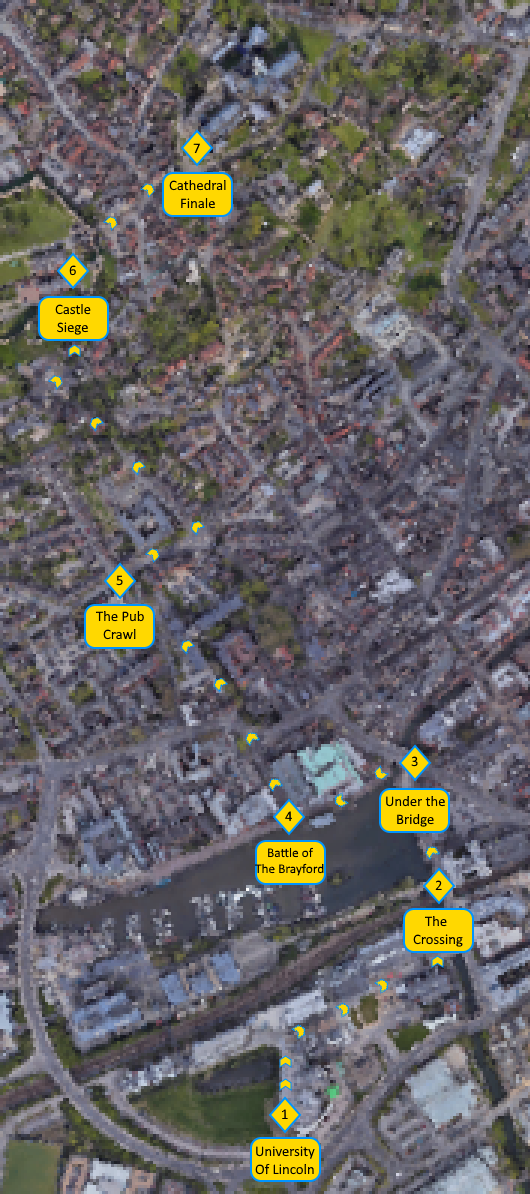 7
Cathedral
Finale
6
Castle
Siege
5
The Pub
Crawl
3
Under the
Bridge
4
Battle of
The Brayford
2
The
Crossing
1
University
Of Lincoln